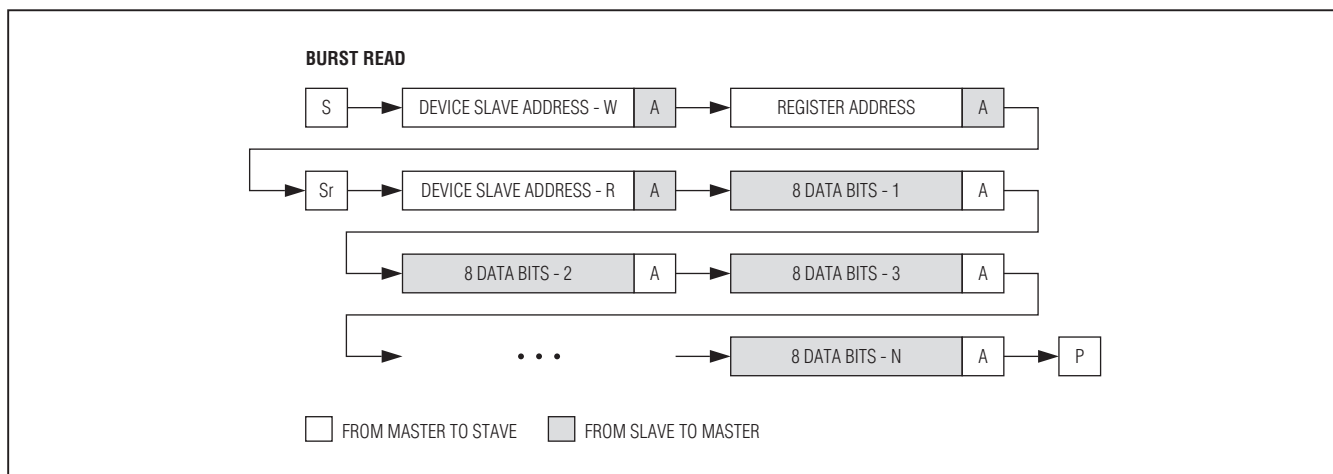 BURST READ
S DEVICE SLAVE ADDRESS - W A REGISTER ADDRESS A
Sr DEVICE SLAVE ADDRESS - R A 8 DATA BITS - 1 A
8 DATA BITS - 2 A 8 DATA BITS - 3 A
• • • 8 DATA BITS - N A P
FROM MASTER TO STAVE FROM SLAVE TO MASTER